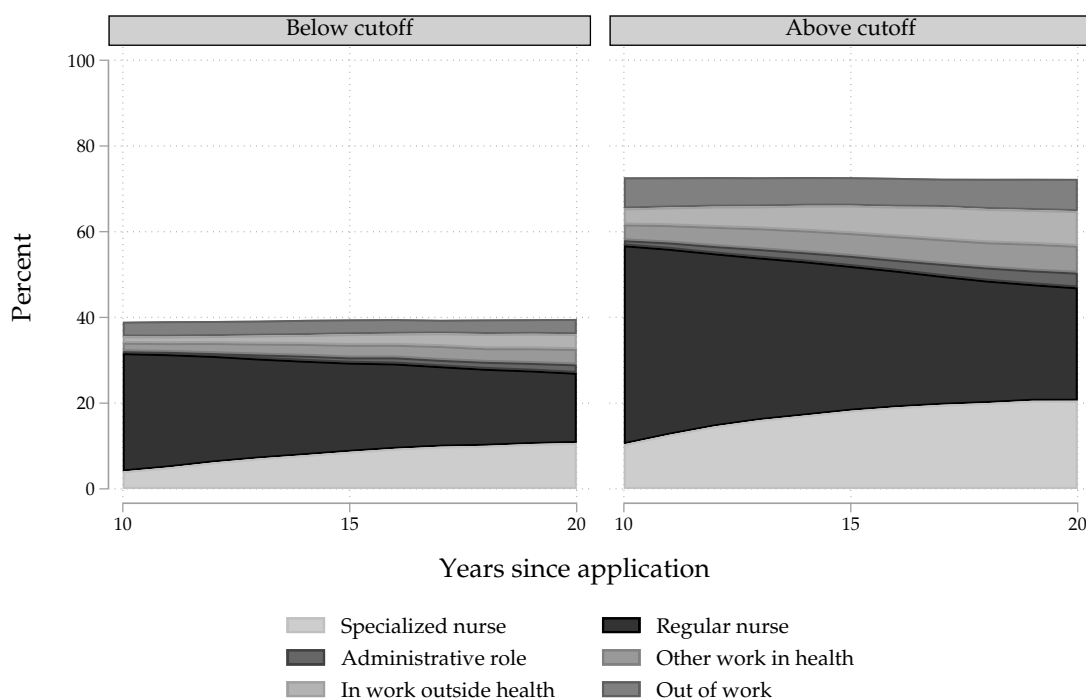 Below cutoff
Above cutoff
100
80
60
40
20
0
Percent
10
15
20
10
15
20
Years since application
Specialized nurse
Regular nurse
Administrative role
Other work in health
In work outside health
Out of work